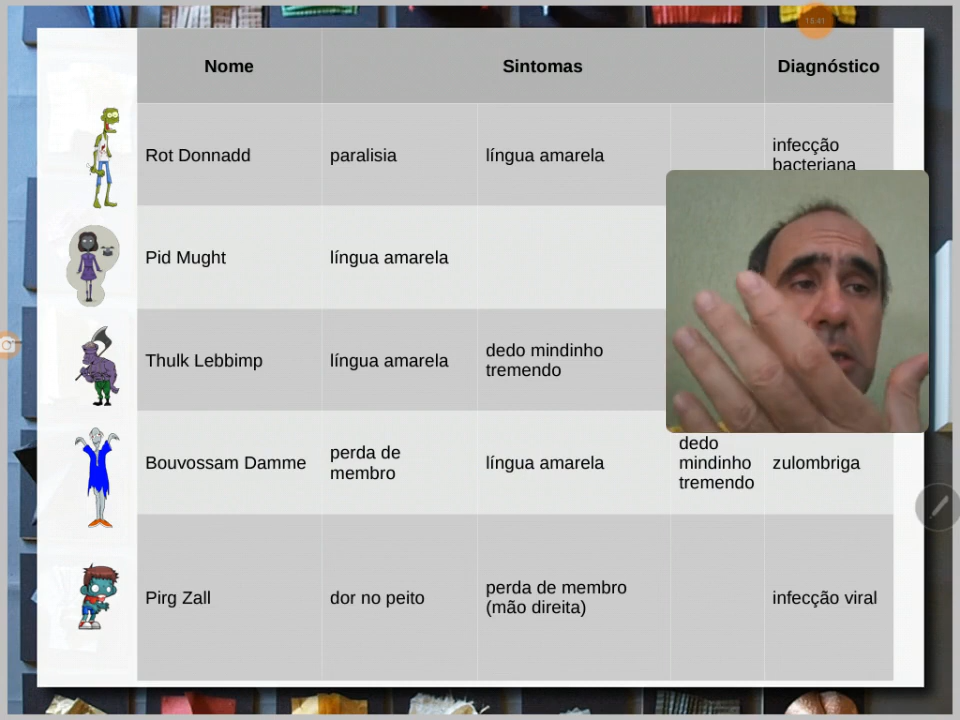 15:41
Nome Sintomas Diagnóstico
Rot Donnadd paralisia língua amarela infecção
bacteriana
Pid Mught língua amarela
Thulk Lebbimp língua amarela dedo mindinho
tremendo
Bouvossam Damme perda de
membro língua amarela dedo
mindinho
tremendo zulombriga
Pirg Zall dor no peito perda de membro
(mão direita) infecção viral